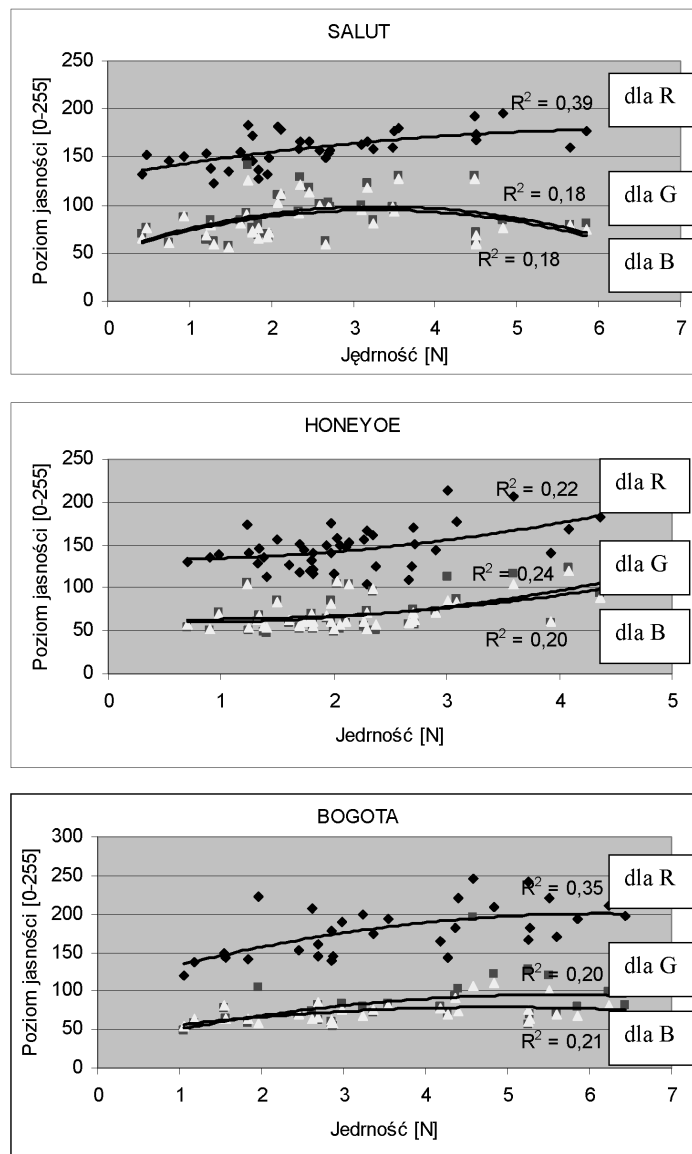 SALUT
250
200
150
100
50
0
R² = 0,39
dla R
R² = 0,18
dla G
R² = 0,18
dla B
0 1 2 3 4 5 6 7
Jędrność [N]
Poziom jasności [0-255]
HONEYOE
250
200
150
100
50
0
R² = 0,22
dla R
R² = 0,24
dla G
R² = 0,20
dla B
0 1 2 3 4 5
Jedrność [N]
Poziom jasności [0-255]
BOGOTA
300
250
200
150
100
50
0
R² = 0,35
dla R
R² = 0,20
dla G
R² = 0,21
dla B
0 1 2 3 4 5 6 7
Jedrność [N]
Poziom jasności [0-255]